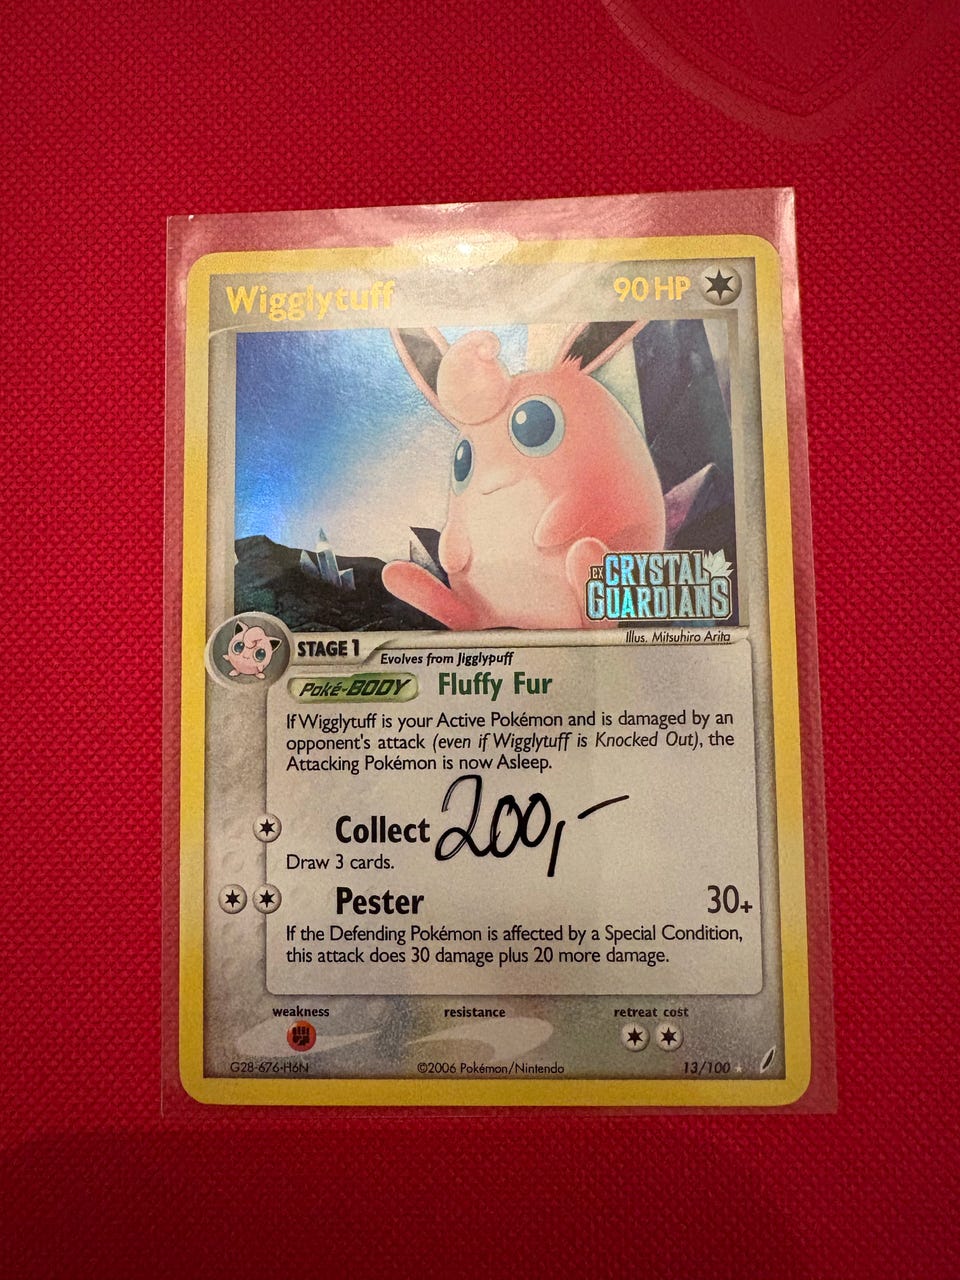 Wigglytuff 90 HP
EX CRYSTAL
GUARDIANS
Illus. Mitsuhiro Arita
STAGE 1 Evolves from Jigglypuff
Poké-BODY Fluffy Fur
If Wigglytuff is your Active Pokémon and is damaged by an
opponent's attack (even if Wigglytuff is Knocked Out), the
Attacking Pokémon is now Asleep.
Collect 200,-
Draw 3 cards.
Pester 30+
If the Defending Pokémon is affected by a Special Condition,
this attack does 30 damage plus 20 more damage.
weakness resistance retreat cost
G28-676-H6N ©2006 Pokémon/Nintendo 13/100 ★